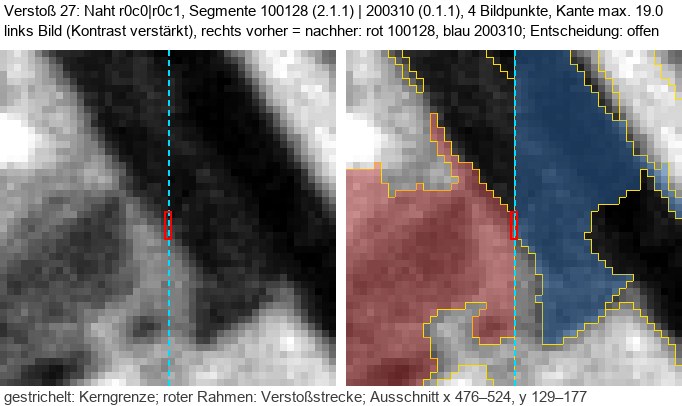 Verstoß 27: Naht r0c0|r0c1, Segmente 100128 (2.1.1) | 200310 (0.1.1), 4 Bildpunkte, Kante max. 19.0
links Bild (Kontrast verstärkt), rechts vorher = nachher: rot 100128, blau 200310; Entscheidung: offen
gestrichelt: Kerngrenze; roter Rahmen: Verstoßstrecke; Ausschnitt x 476–524, y 129–177